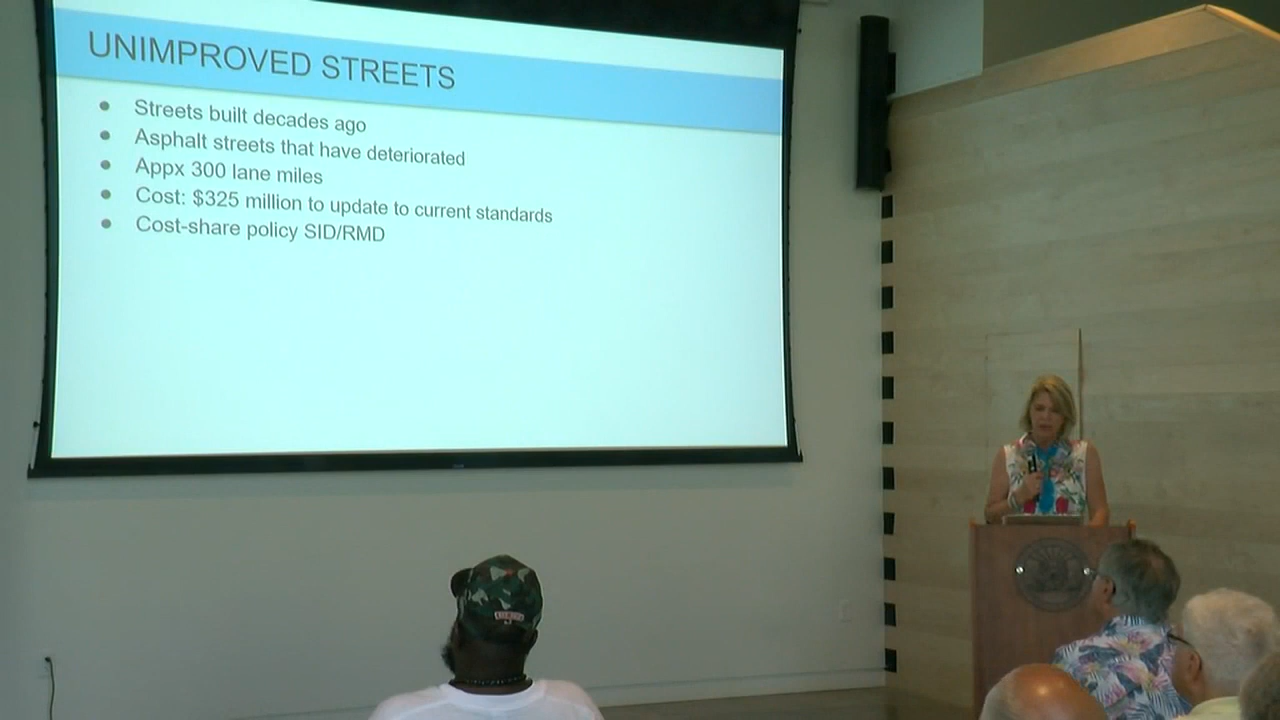 UNIMPROVED STREETS
Streets built decades ago
Asphalt streets that have deteriorated
Appx 300 lane miles
Cost: $325 million to update to current standards
Cost-share policy SID/RMD